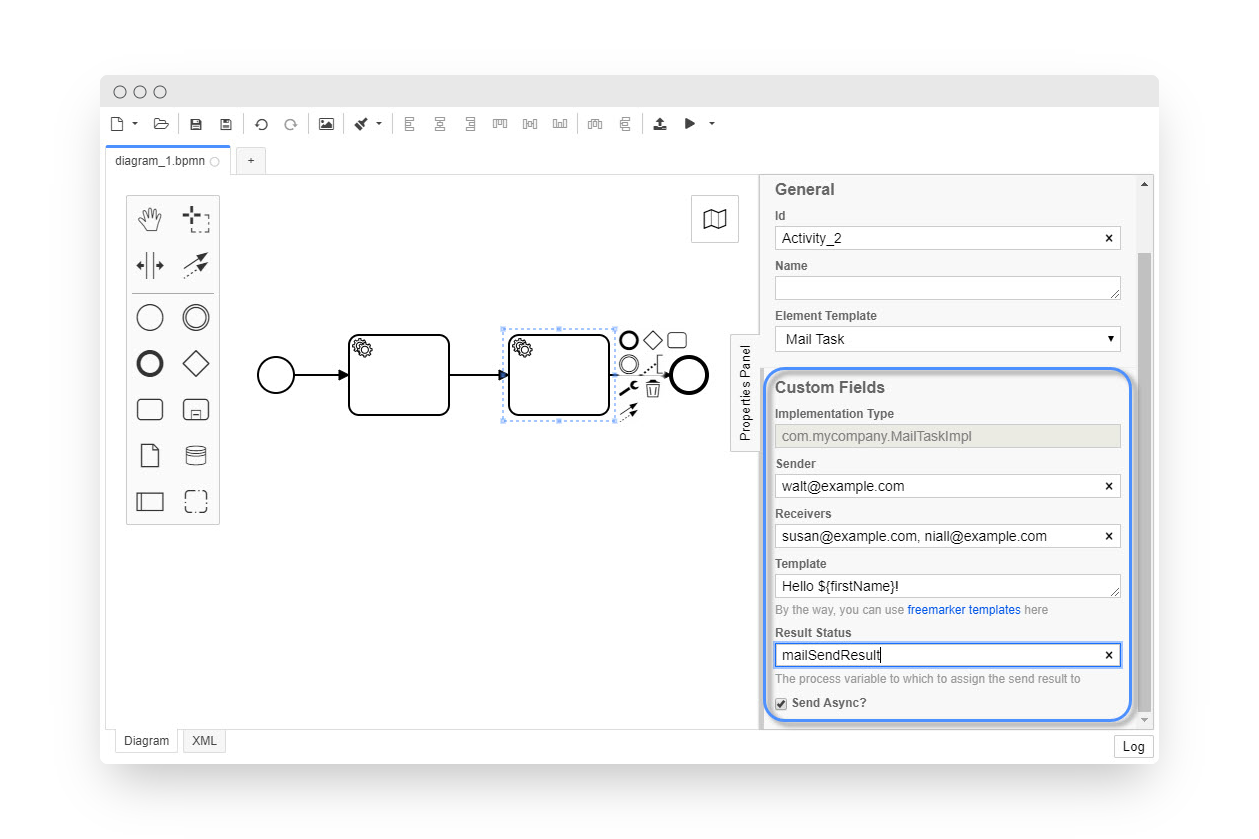 diagram_1.bpmn
+
General
Id
Activity_2
Name
Element Template
Mail Task
Properties Panel
Custom Fields
Implementation Type
com.mycompany.MailTaskImpl
Sender
walt@example.com
Receivers
susan@example.com, niall@example.com
Template
Hello ${firstName}!
By the way, you can use freemarker templates here
Result Status
mailSendResult
The process variable to which to assign the send result to
Send Async?
Diagram
XML
Log